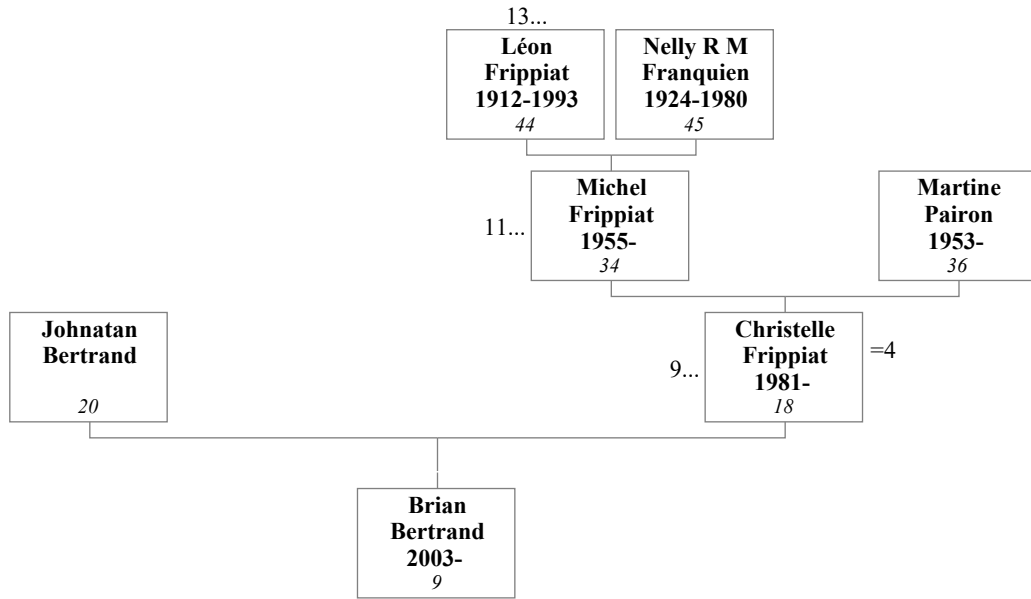 13...
Léon
Frippiat
1912-1993
44
Nelly R M
Franquien
1924-1980
45
11...
Michel
Frippiat
1955-
34
Martine
Pairon
1953-
36
Johnatan
Bertrand
20
9...
Christelle
Frippiat
1981-
18
=4
Brian
Bertrand
2003-
9